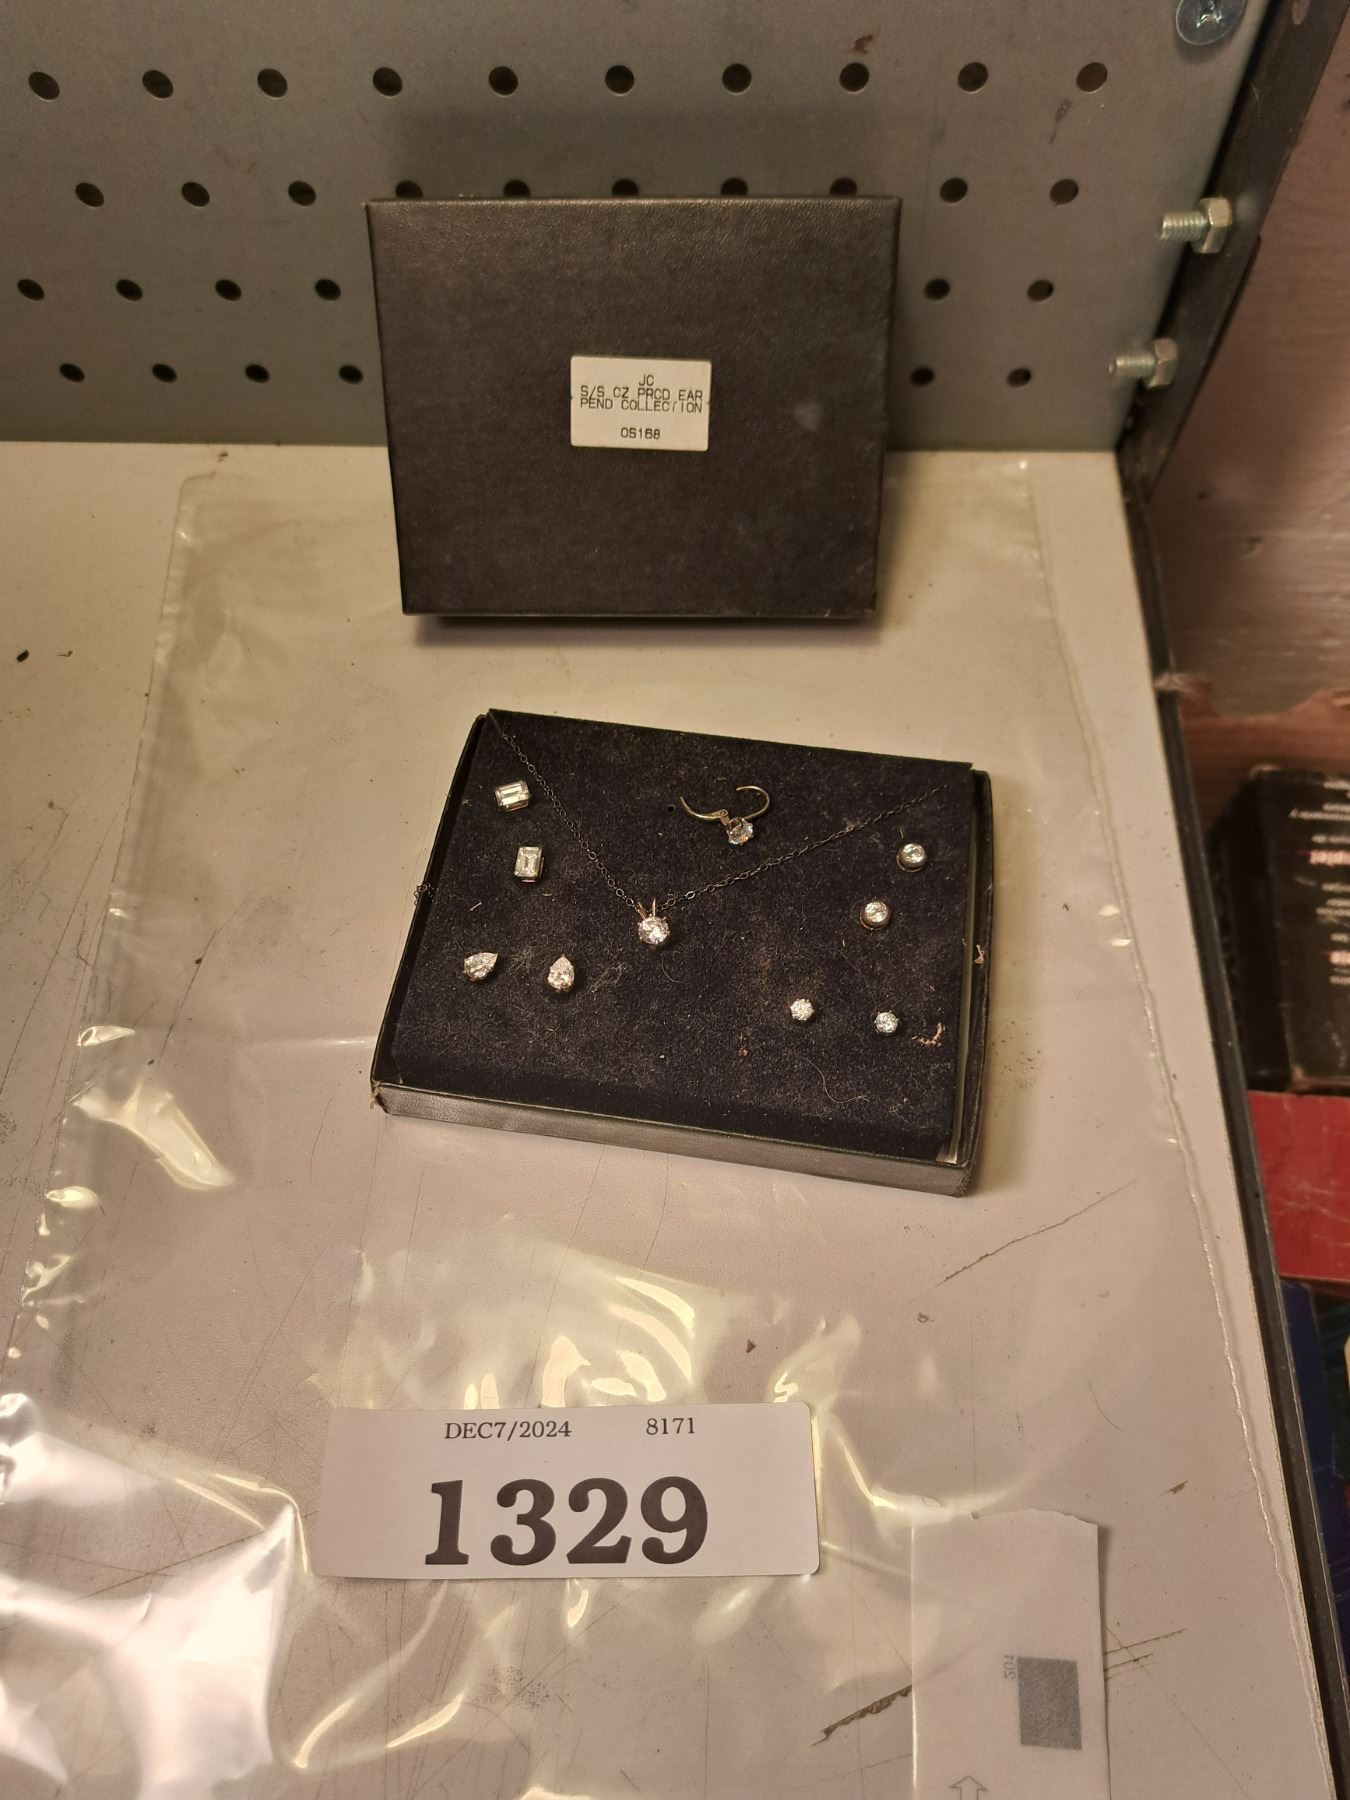 JC
S/S CZ PRCD EAR
PEND COLLECTION
OS168
DEC7/2024 8171
1329